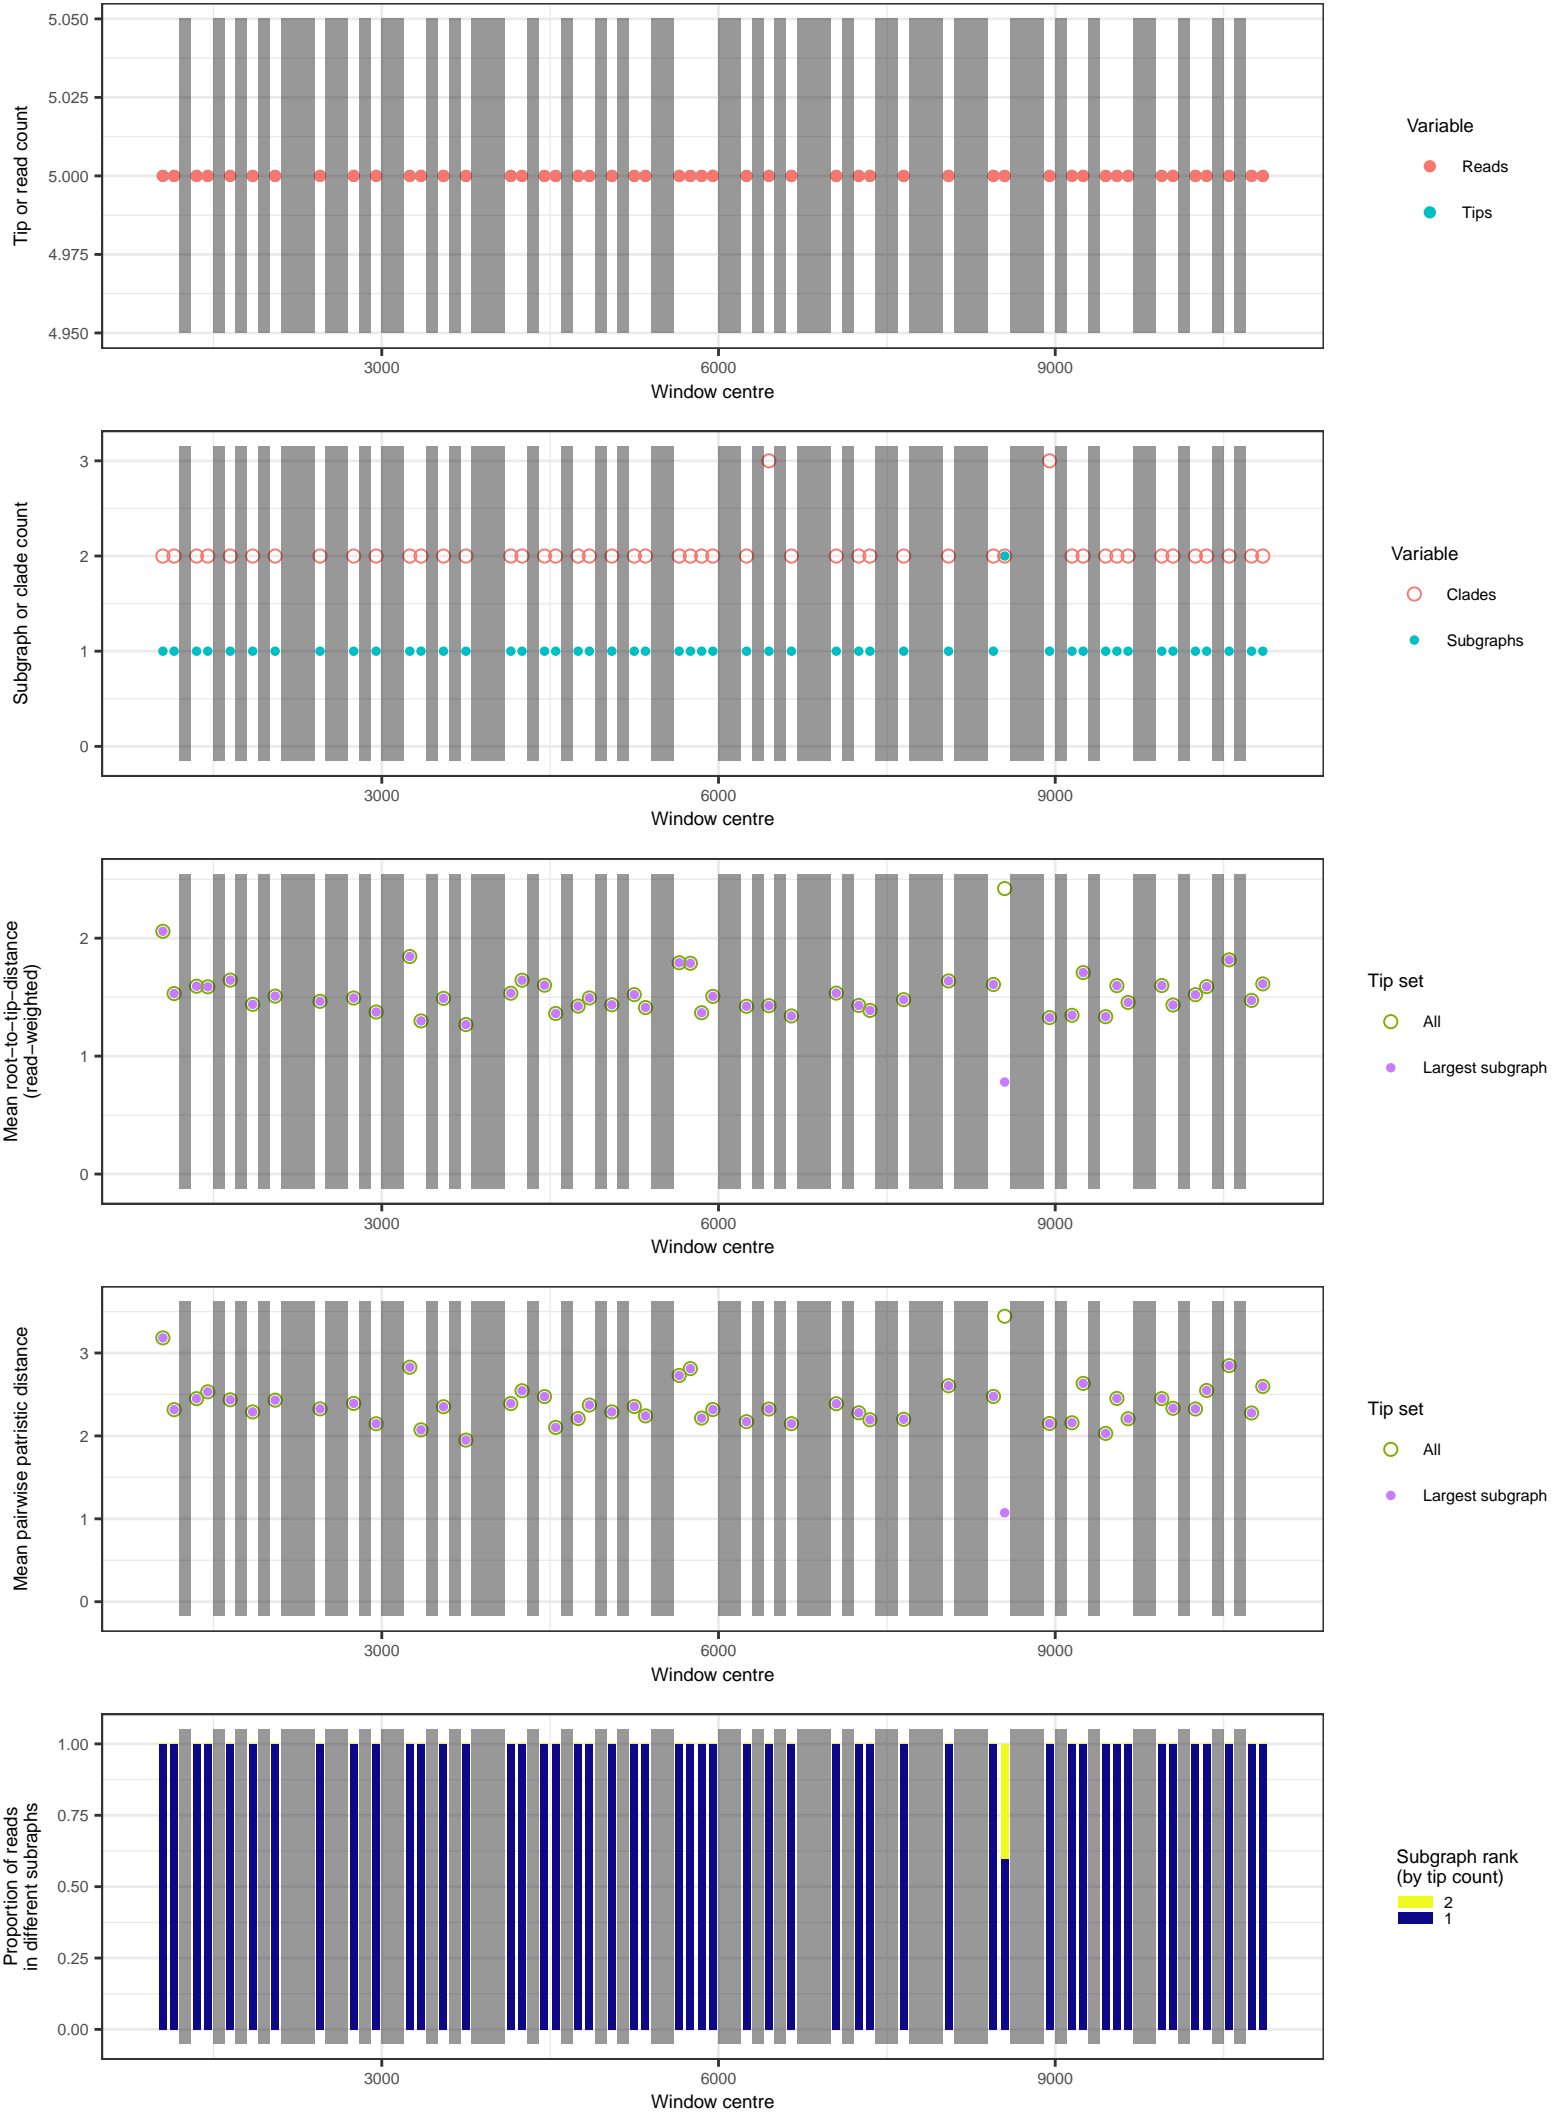 5.050
5.025
5.000
4.975
4.950
Tip or read count
3000
6000
9000
Window centre
Variable
Reads
Tips
3
2
1
0
Subgraph or clade count
3000
6000
9000
Window centre
Variable
Clades
Subgraphs
2
1
0
Mean root−to−tip−distance
(read−weighted)
3000
6000
9000
Window centre
Tip set
All
Largest subgraph
3
2
1
0
Mean pairwise patristic distance
3000
6000
9000
Window centre
Tip set
All
Largest subgraph
1.00
0.75
0.50
0.25
0.00
Proportion of reads
in different subraphs
3000
6000
9000
Window centre
Subgraph rank
(by tip count)
2
1